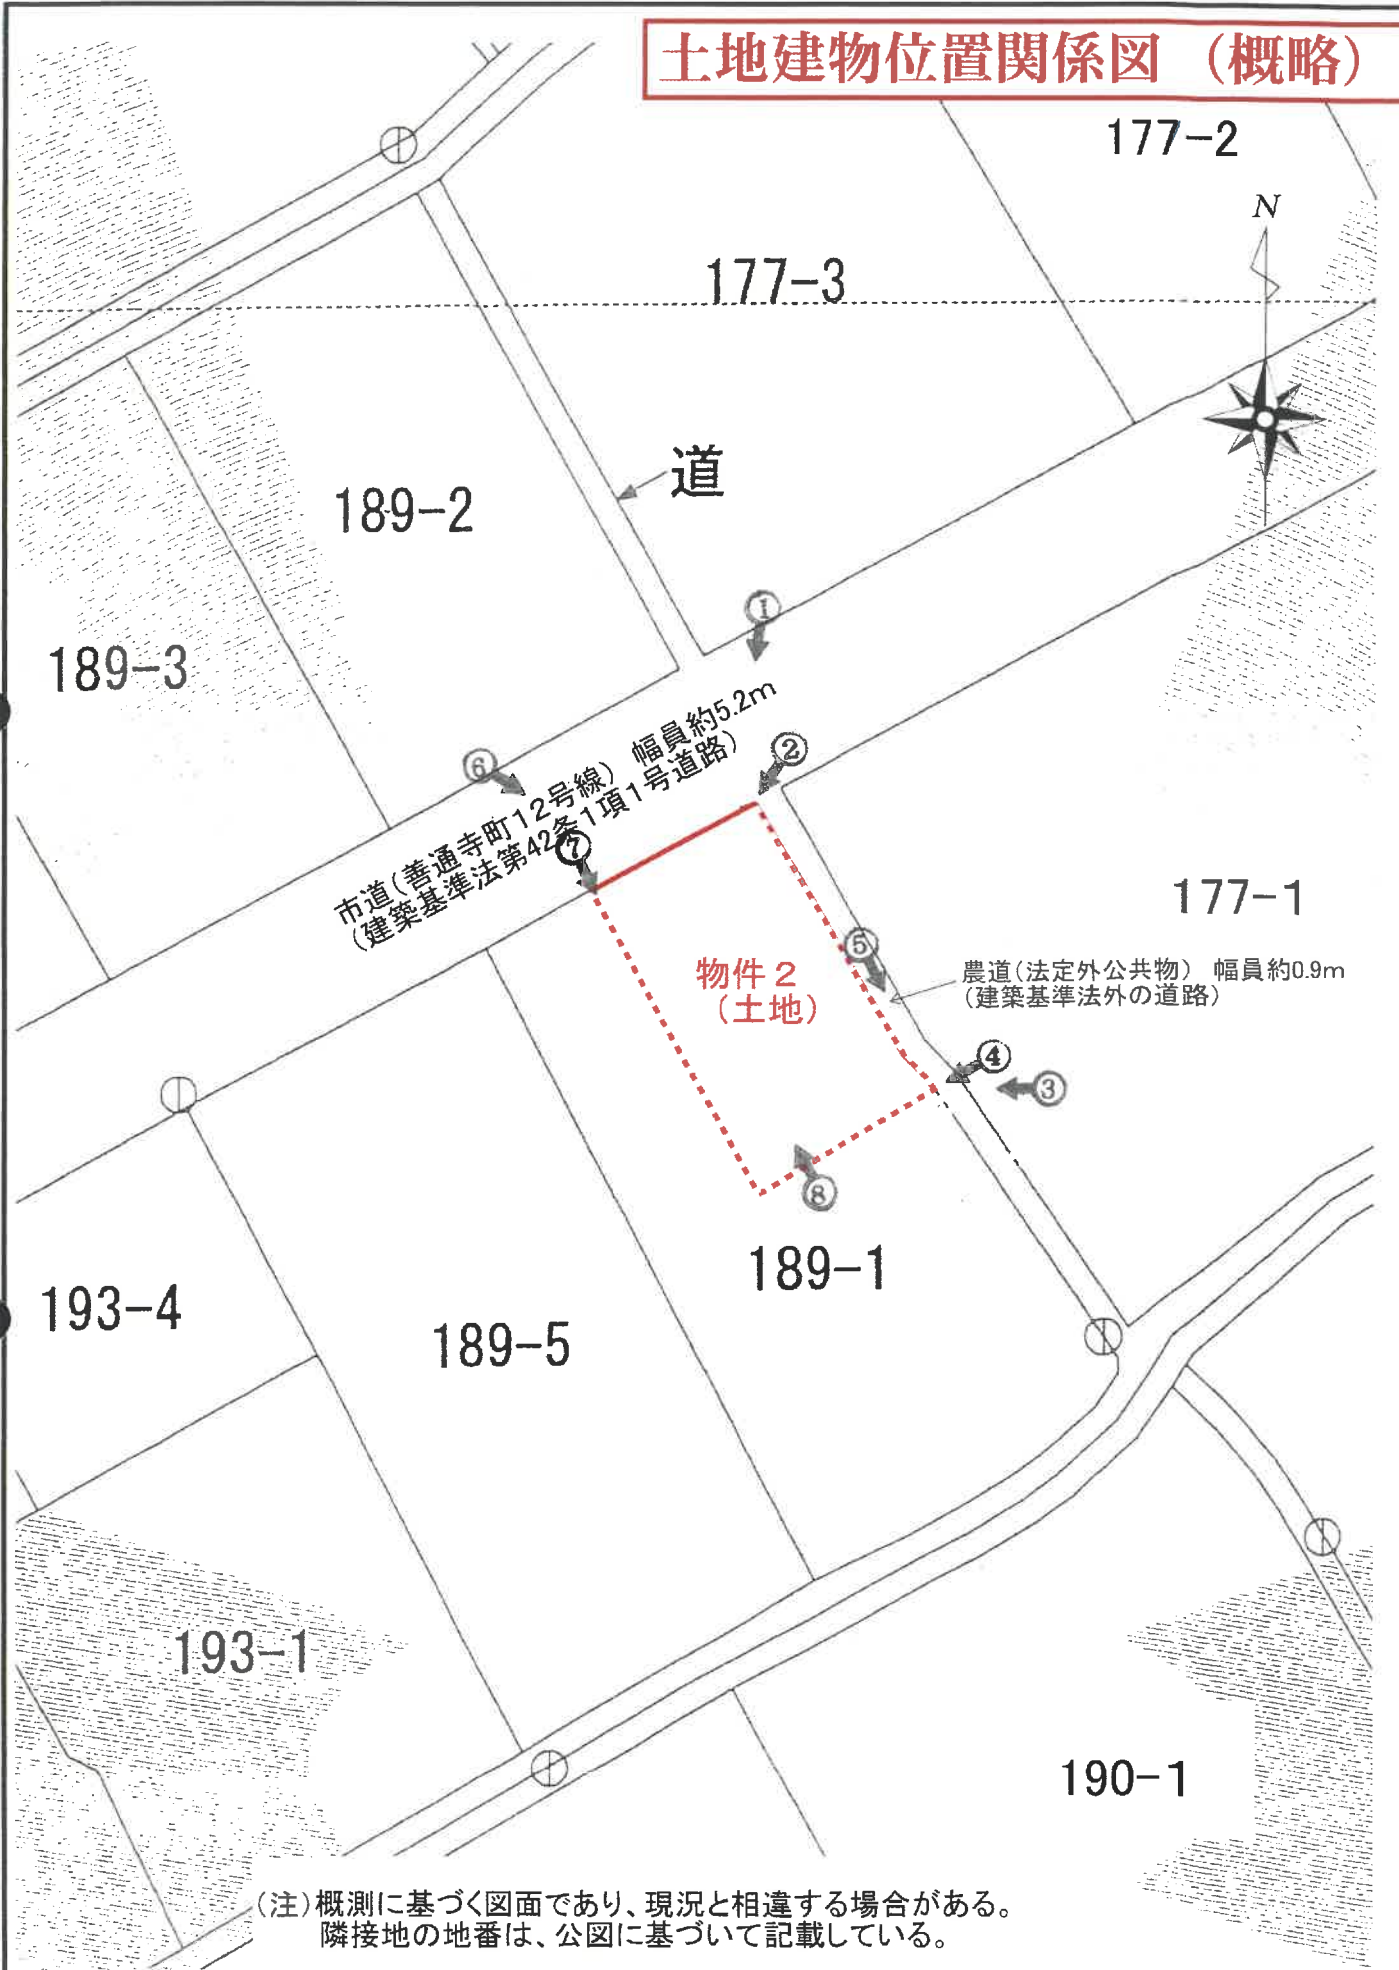 土地建物位置関係図（概略）
177-2
N
177-3
道
189-2
①
189-3
市道(善通寺町12号線) 幅員約5.2m
(建築基準法第42条1項1号道路)
②
⑥
⑦
177-1
⑤
物件2
(土地)
農道(法定外公共物) 幅員約0.9m
(建築基準法外の道路)
④
③
⑧
189-1
193-4
189-5
193-1
190-1
(注)概測に基づく図面であり、現況と相違する場合がある。
隣接地の地番は、公図に基づいて記載している。